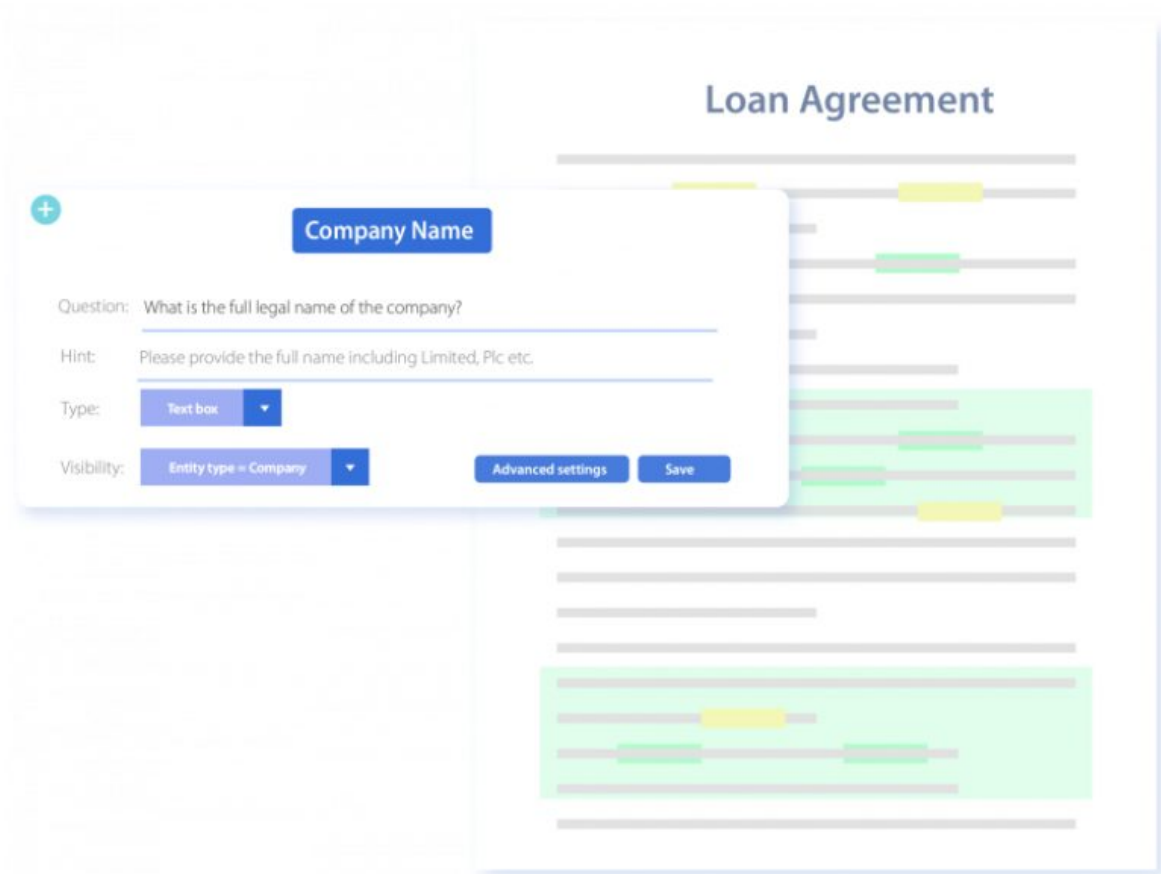 Loan Agreement
Company Name
Question: What is the full legal name of the company?
Hint: Please provide the full name including Limited, Plc etc.
Type: Text box
Visibility: Entity type = Company
Advanced settings
Save